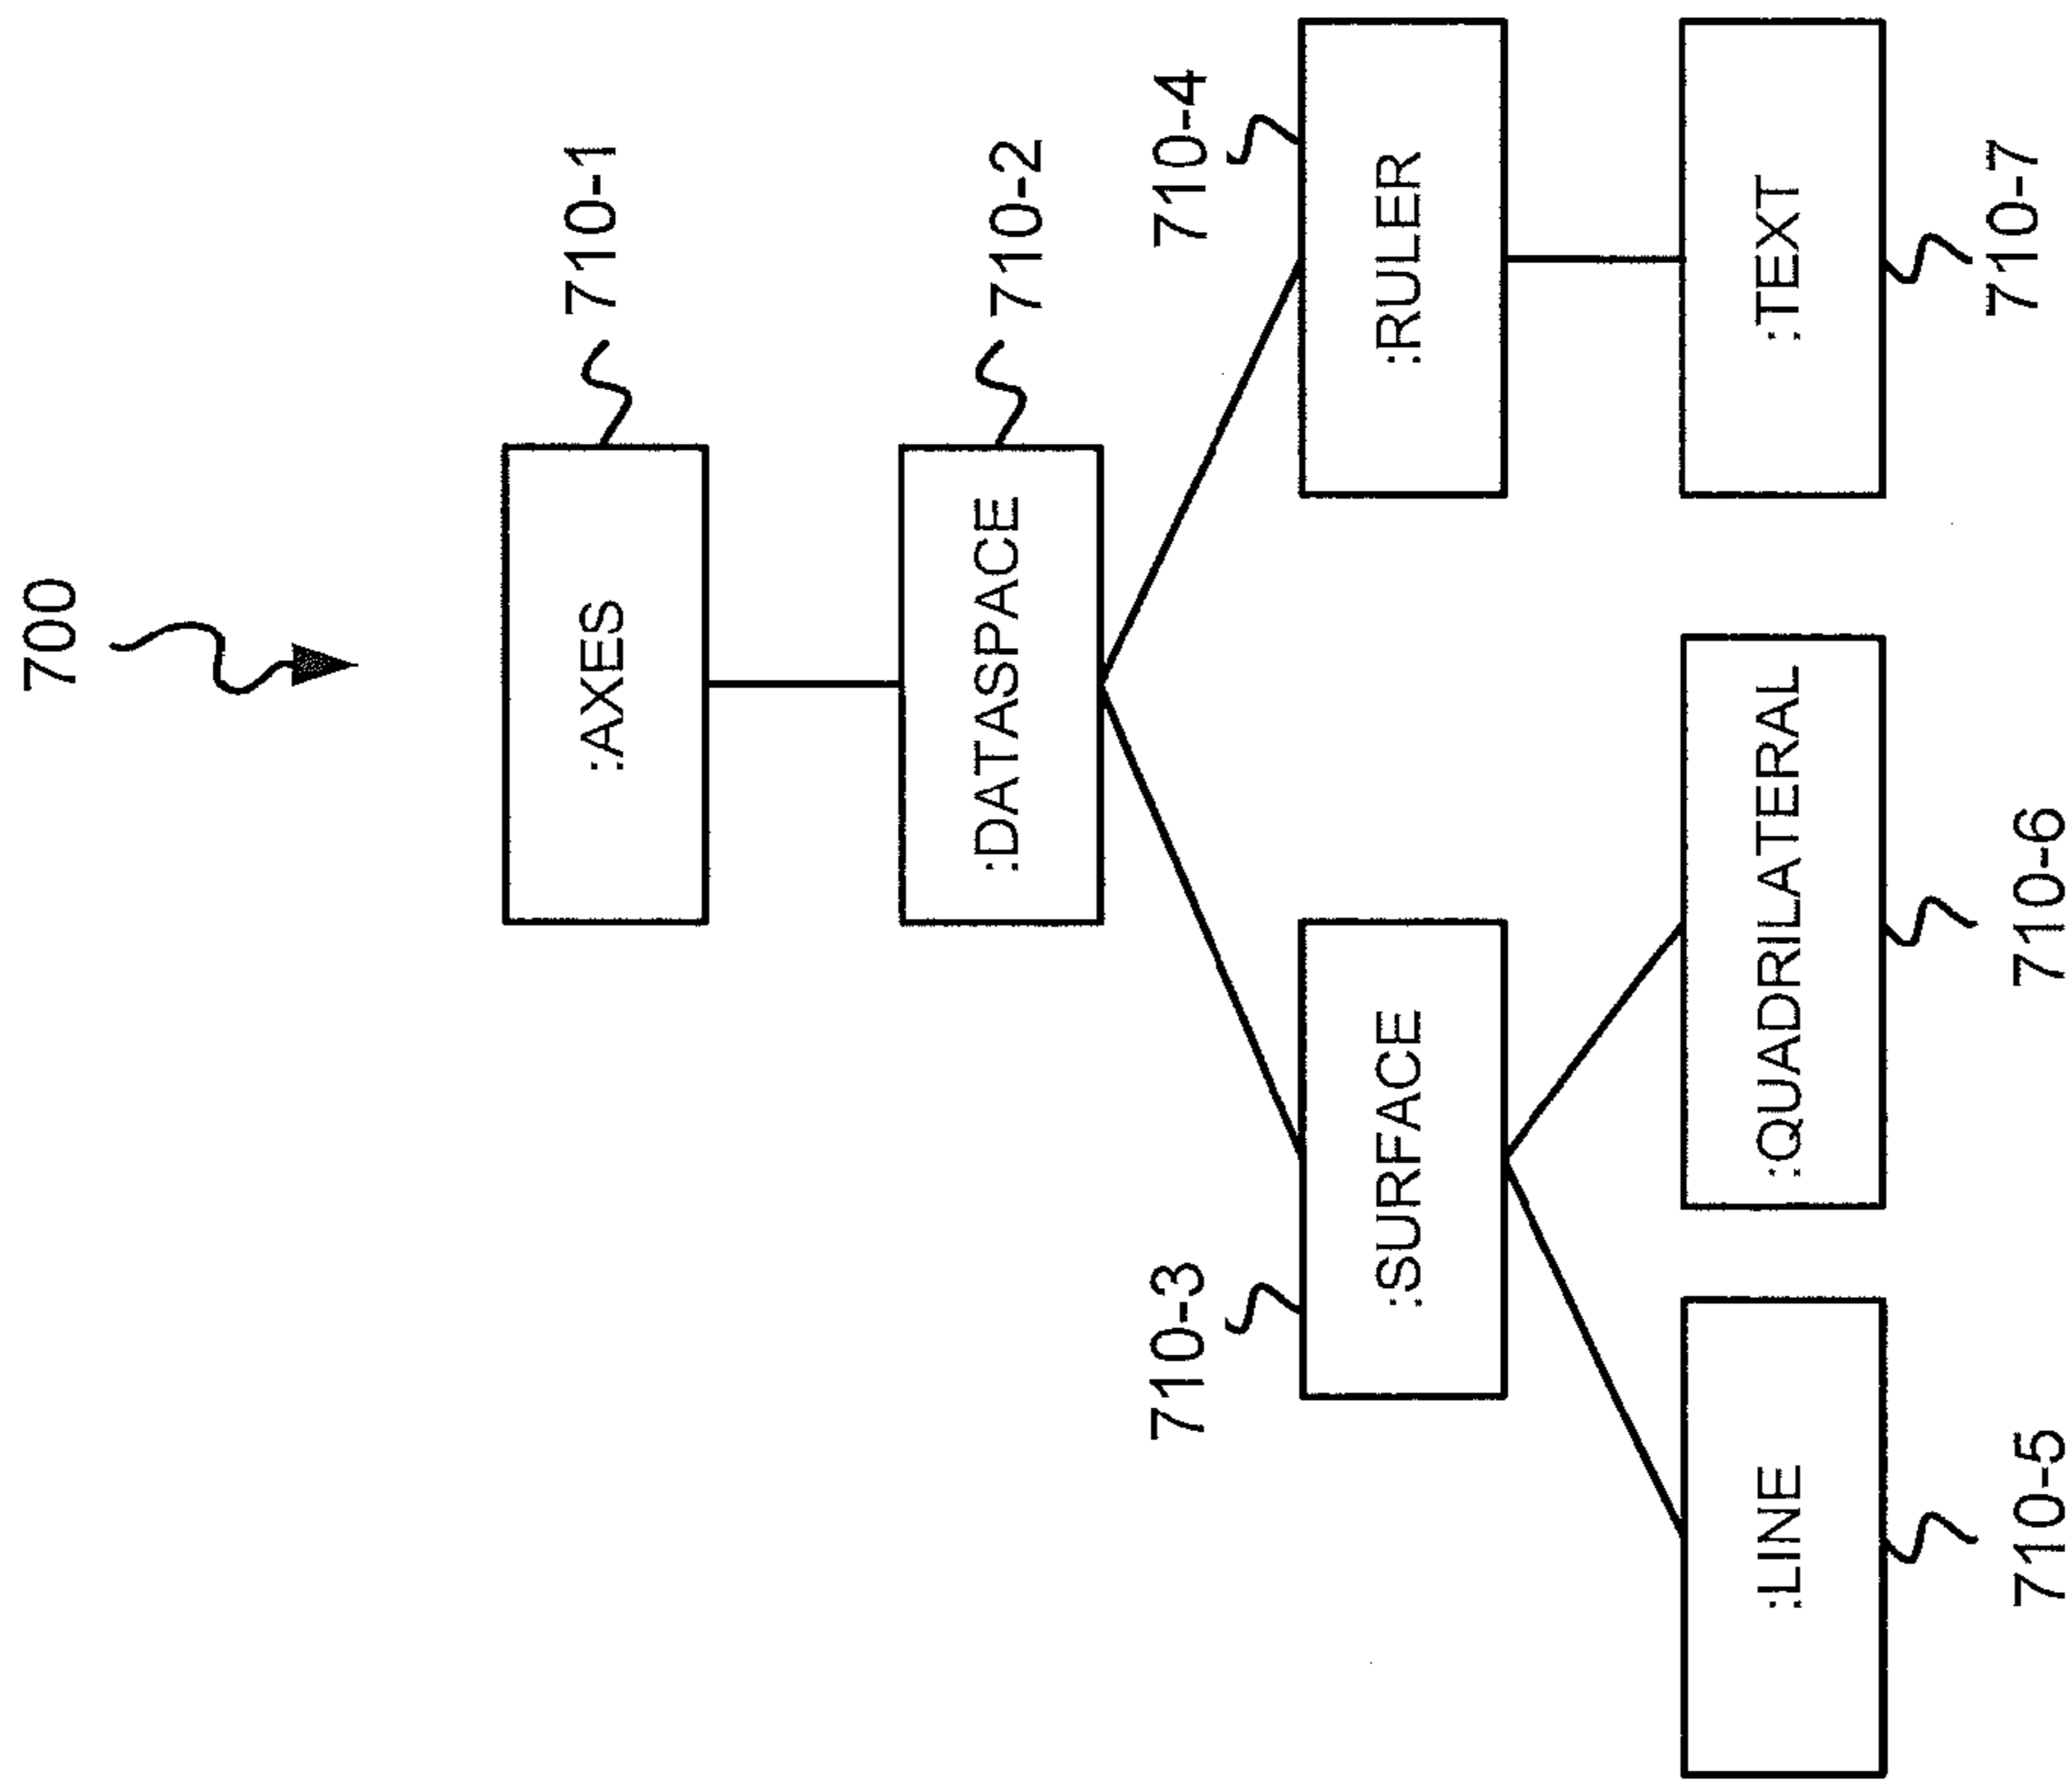 700
:AXES
710-1
:DATASPACE
710-2
710-3
:SURFACE
710-4
:RULER
:LINE
:QUADRILATERAL
:TEXT
710-5
710-6
710-7